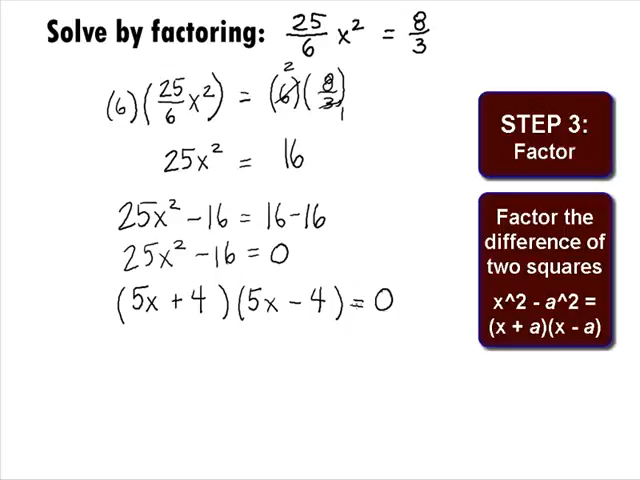 Solve by factoring: 25/6 x² = 8/3
(6)(25/6 x²) = (6)(8/3) 2 1
25x² = 16
25x² - 16 = 16 - 16
25x² - 16 = 0
(5x + 4)(5x - 4) = 0
STEP 3:
Factor
Factor the
difference of
two squares
x^2 - a^2 =
(x + a)(x - a)